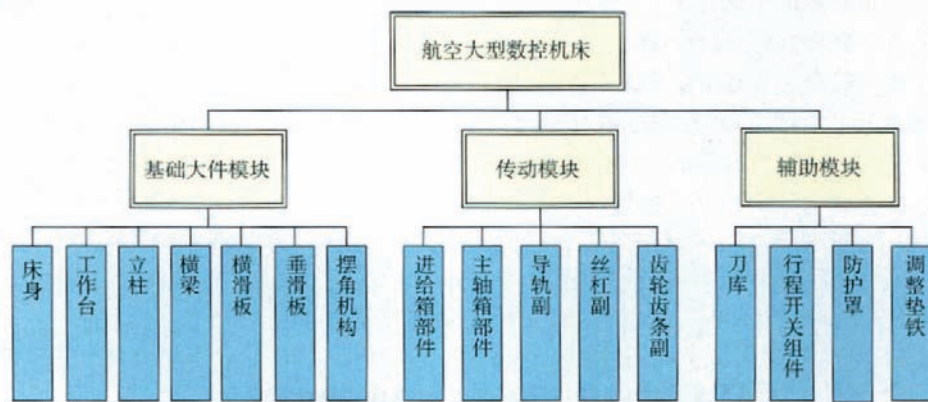 航空大型数控机床
基础大件模块
传动模块
辅助模块
床身
工作台
立柱
横梁
横滑板
垂滑板
摆角机构
进给箱部件
主轴箱部件
导轨副
丝杠副
齿轮齿条副
刀库
行程开关组件
防护罩
调整垫铁